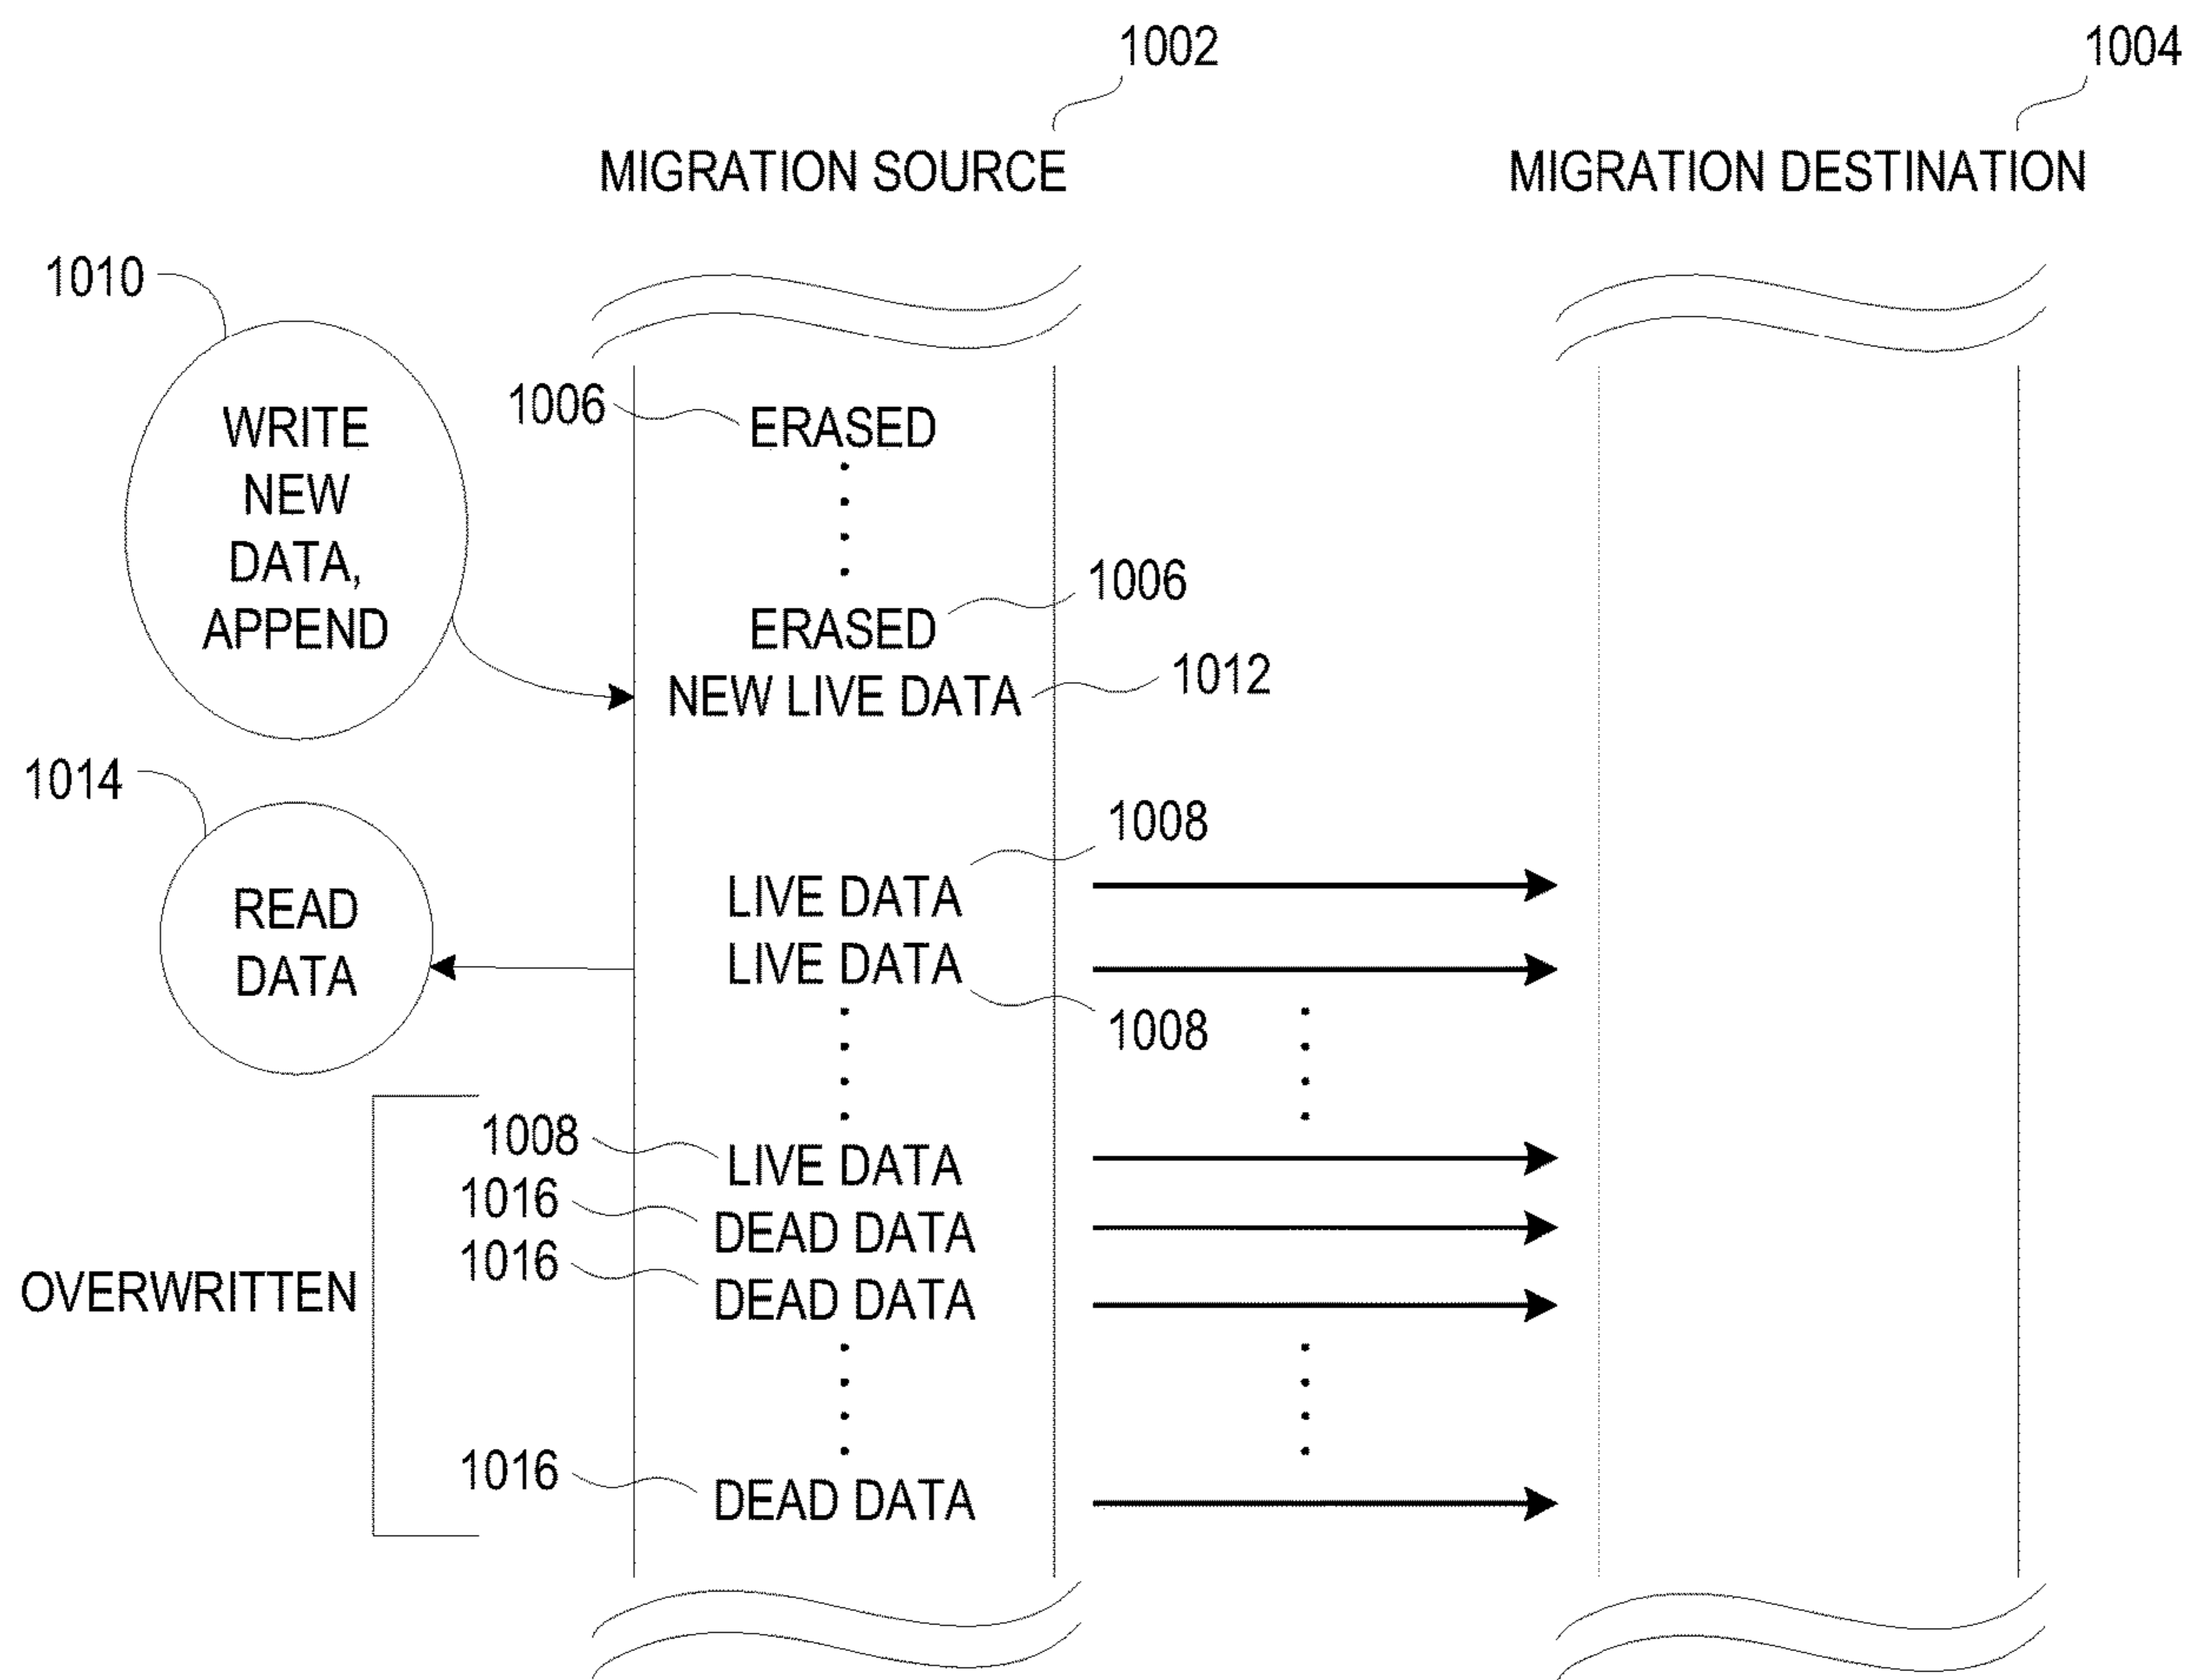 1002
1004
MIGRATION SOURCE
MIGRATION DESTINATION
1010
WRITE
NEW
DATA,
APPEND
1006
ERASED
1006
ERASED
NEW LIVE DATA
1012
1014
READ
DATA
1008
LIVE DATA
LIVE DATA
1008
1008
LIVE DATA
1016
DEAD DATA
1016
DEAD DATA
OVERWRITTEN
1016
DEAD DATA